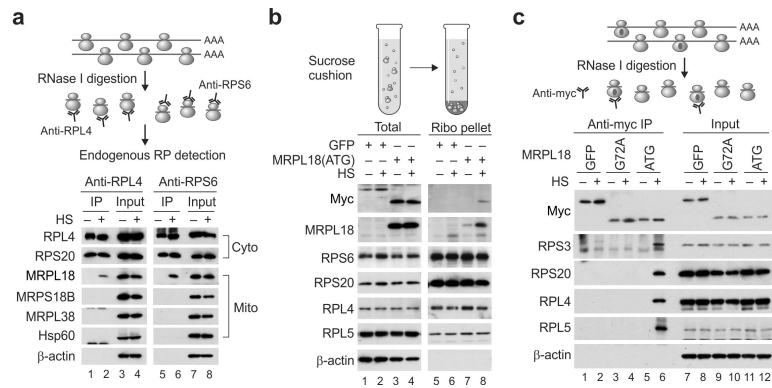 a
AAA
AAA
RNase I digestion
Anti-RPS6
Anti-RPL4
Endogenous RP detection
Anti-RPL4 Anti-RPS6
IP Input IP Input
HS – + – + – + – +
RPL4
RPS20
Cyto
MRPL18
MRPS18B
MRPL38
Hsp60
Mito
β-actin
1 2 3 4 5 6 7 8
b
Sucrose
cushion
Total Ribo pellet
GFP + + – – + + – –
MRPL18(ATG) – – + + – – + +
HS – + – + – + – +
Myc
MRPL18
RPS6
RPS20
RPL4
RPL5
β-actin
1 2 3 4 5 6 7 8
c
AAA
AAA
RNase I digestion
Anti-myc
Anti-myc IP Input
MRPL18 GFP G72A ATG GFP G72A ATG
HS – + – + – + – + – + – +
Myc
RPS3
RPS20
RPL4
RPL5
β-actin
1 2 3 4 5 6 7 8 9 10 11 12